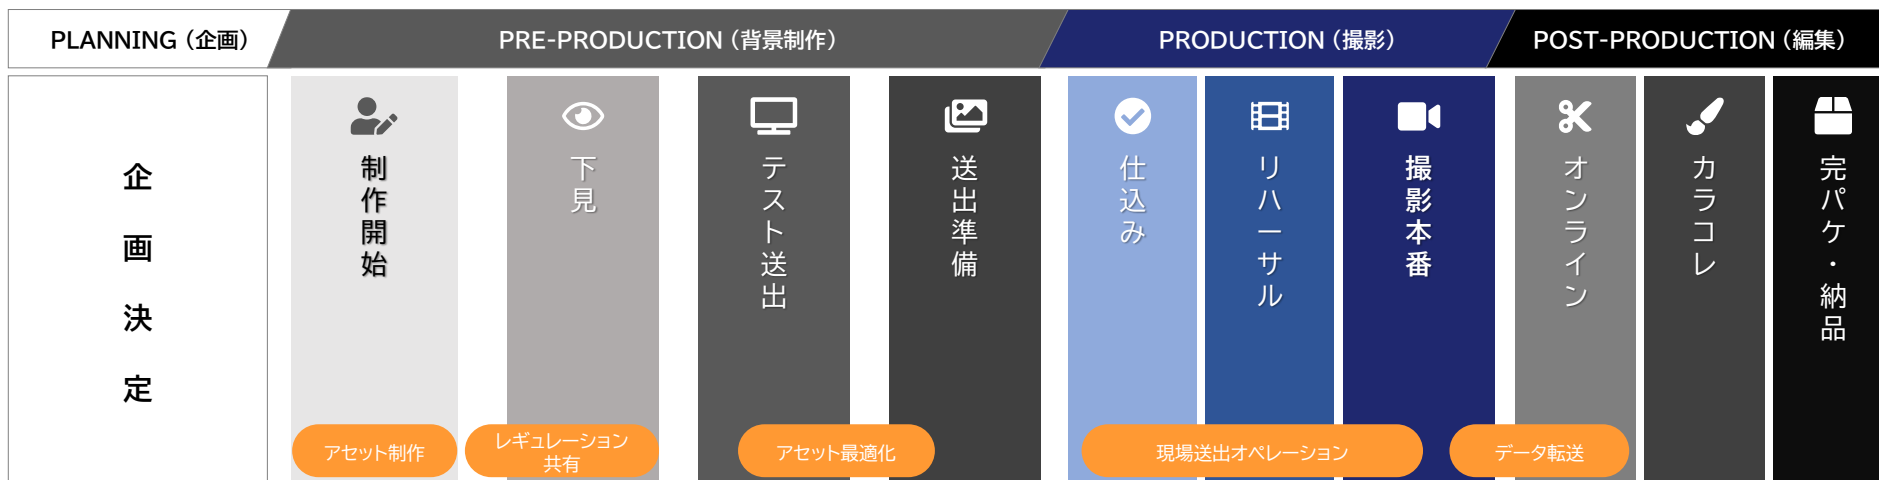 PLANNING（企画）
PRE-PRODUCTION（背景制作）
PRODUCTION（撮影）
POST-PRODUCTION（編集）
企画決定
制作開始
下見
テスト送出
送出準備
仕込み
リハーサル
撮影本番
オンライン
カラコレ
完パケ・納品
アセット制作
レギュレーション
共有
アセット最適化
現場送出オペレーション
データ転送